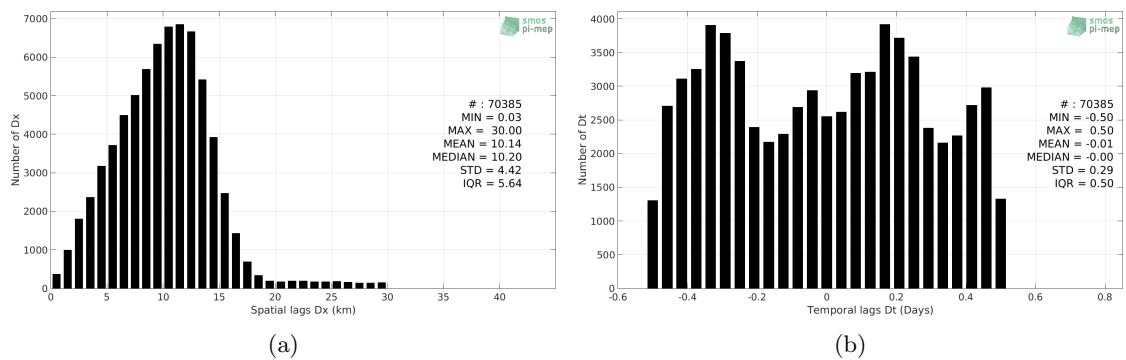 7000
6000
5000
4000
3000
2000
1000
0
Number of Dx
smos
pi-mep
# : 70385
MIN = 0.03
MAX = 30.00
MEAN = 10.14
MEDIAN = 10.20
STD = 4.42
IQR = 5.64
0 5 10 15 20 25 30 35 40
Spatial lags Dx (km)
(a)
4000
3500
3000
2500
2000
1500
1000
500
0
Number of Dt
smos
pi-mep
# : 70385
MIN = -0.50
MAX = 0.50
MEAN = -0.01
MEDIAN = -0.00
STD = 0.29
IQR = 0.50
-0.6 -0.4 -0.2 0 0.2 0.4 0.6 0.8
Temporal lags Dt (Days)
(b)